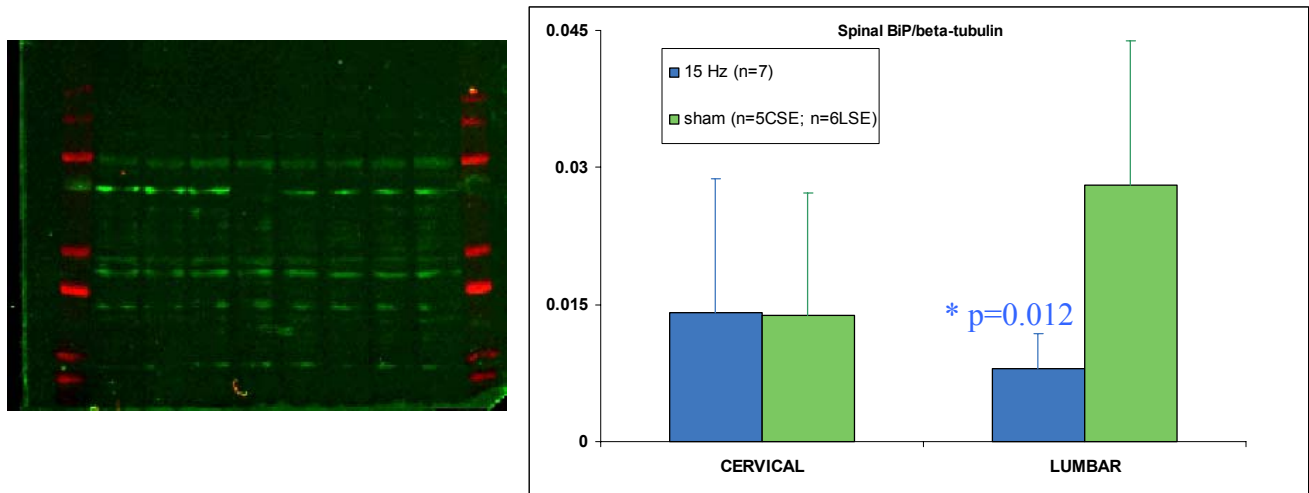 Spinal BiP/beta-tubulin
0.045
15 Hz (n=7)
sham (n=5CSE; n=6LSE)
0.03
0.015
* p=0.012
0
CERVICAL
LUMBAR